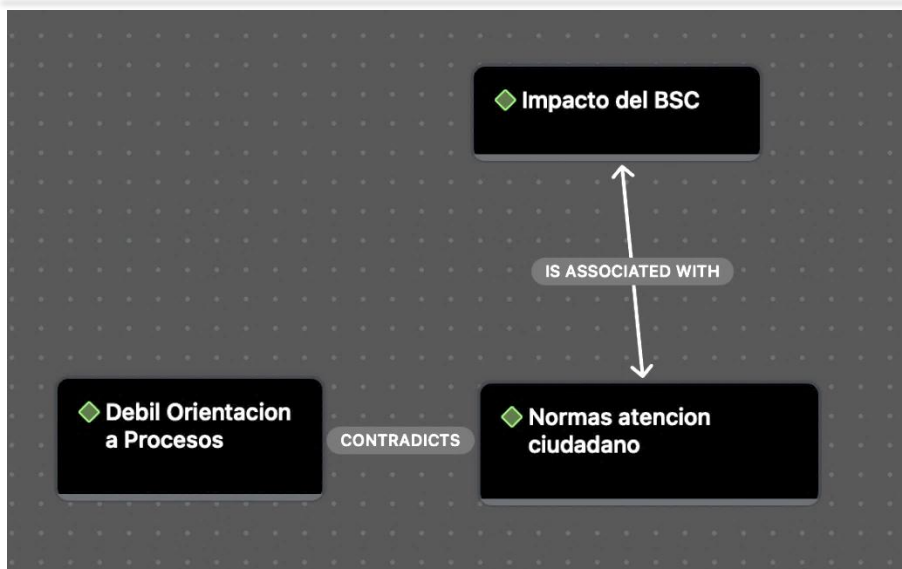 Impacto del BSC
IS ASSOCIATED WITH
Debil Orientacion
a Procesos
CONTRADICTS
Normas atencion
ciudadano